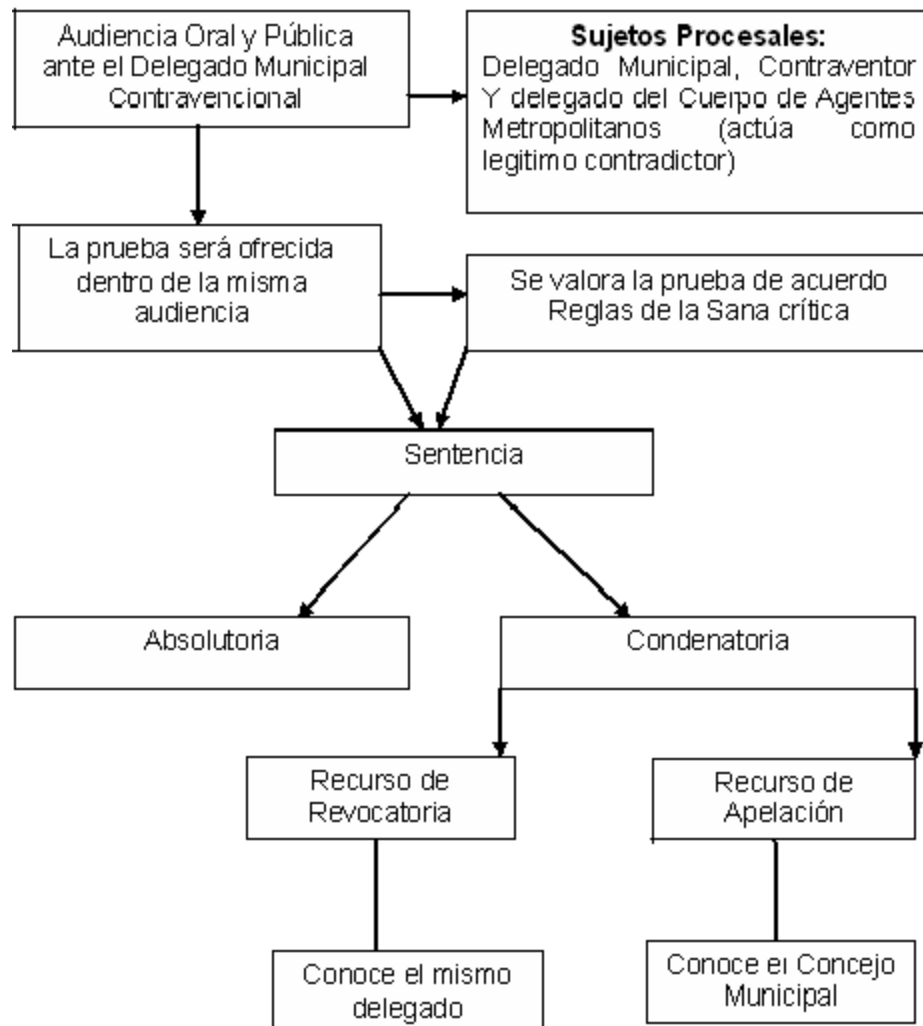 Audiencia Oral y Pública
ante el Delegado Municipal
Contravencional
Sujetos Procesales:
Delegado Municipal, Contraventor
Y delegado del Cuerpo de Agentes
Metropolitanos (actúa como
legitimo contradictor)
La prueba será ofrecida
dentro de la misma
audiencia
Se valora la prueba de acuerdo
Reglas de la Sana crítica
Sentencia
Absolutoria
Condenatoria
Recurso de
Revocatoria
Recurso de
Apelación
Conoce el mismo
delegado
Conoce el Concejo
Municipal